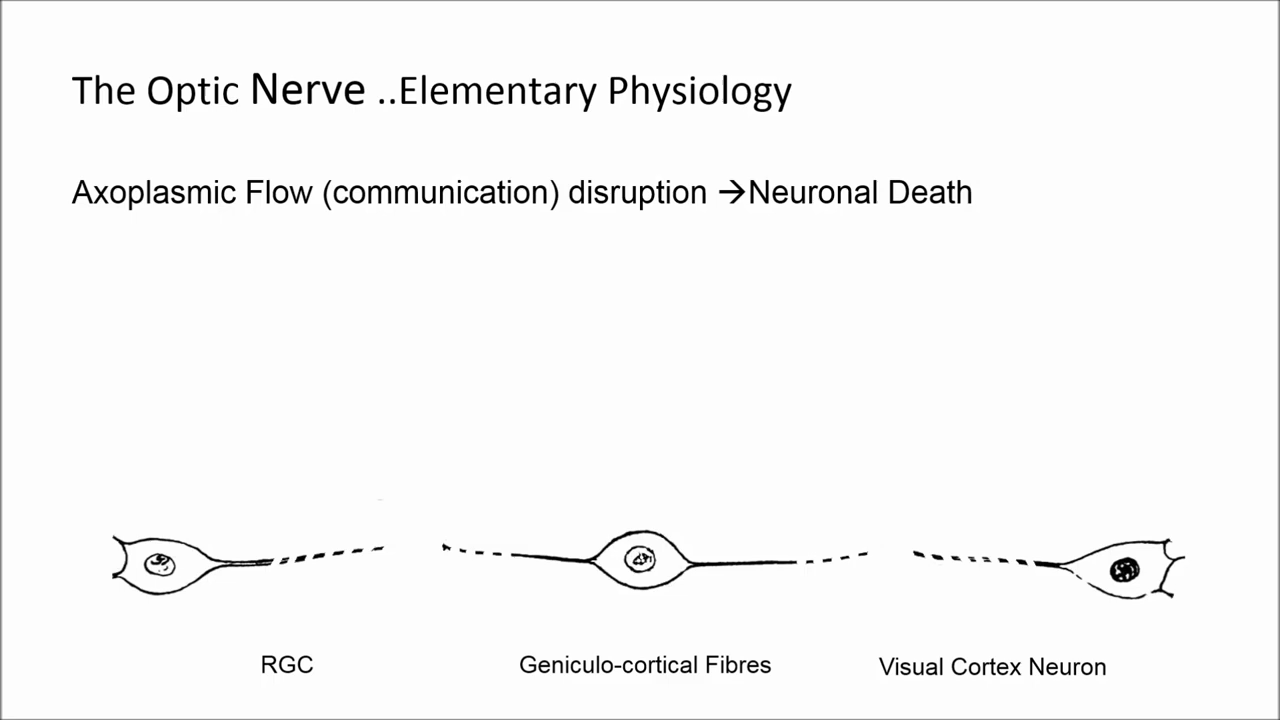 The Optic Nerve ..Elementary Physiology
Axoplasmic Flow (communication) disruption →Neuronal Death
RGC
Geniculo-cortical Fibres
Visual Cortex Neuron